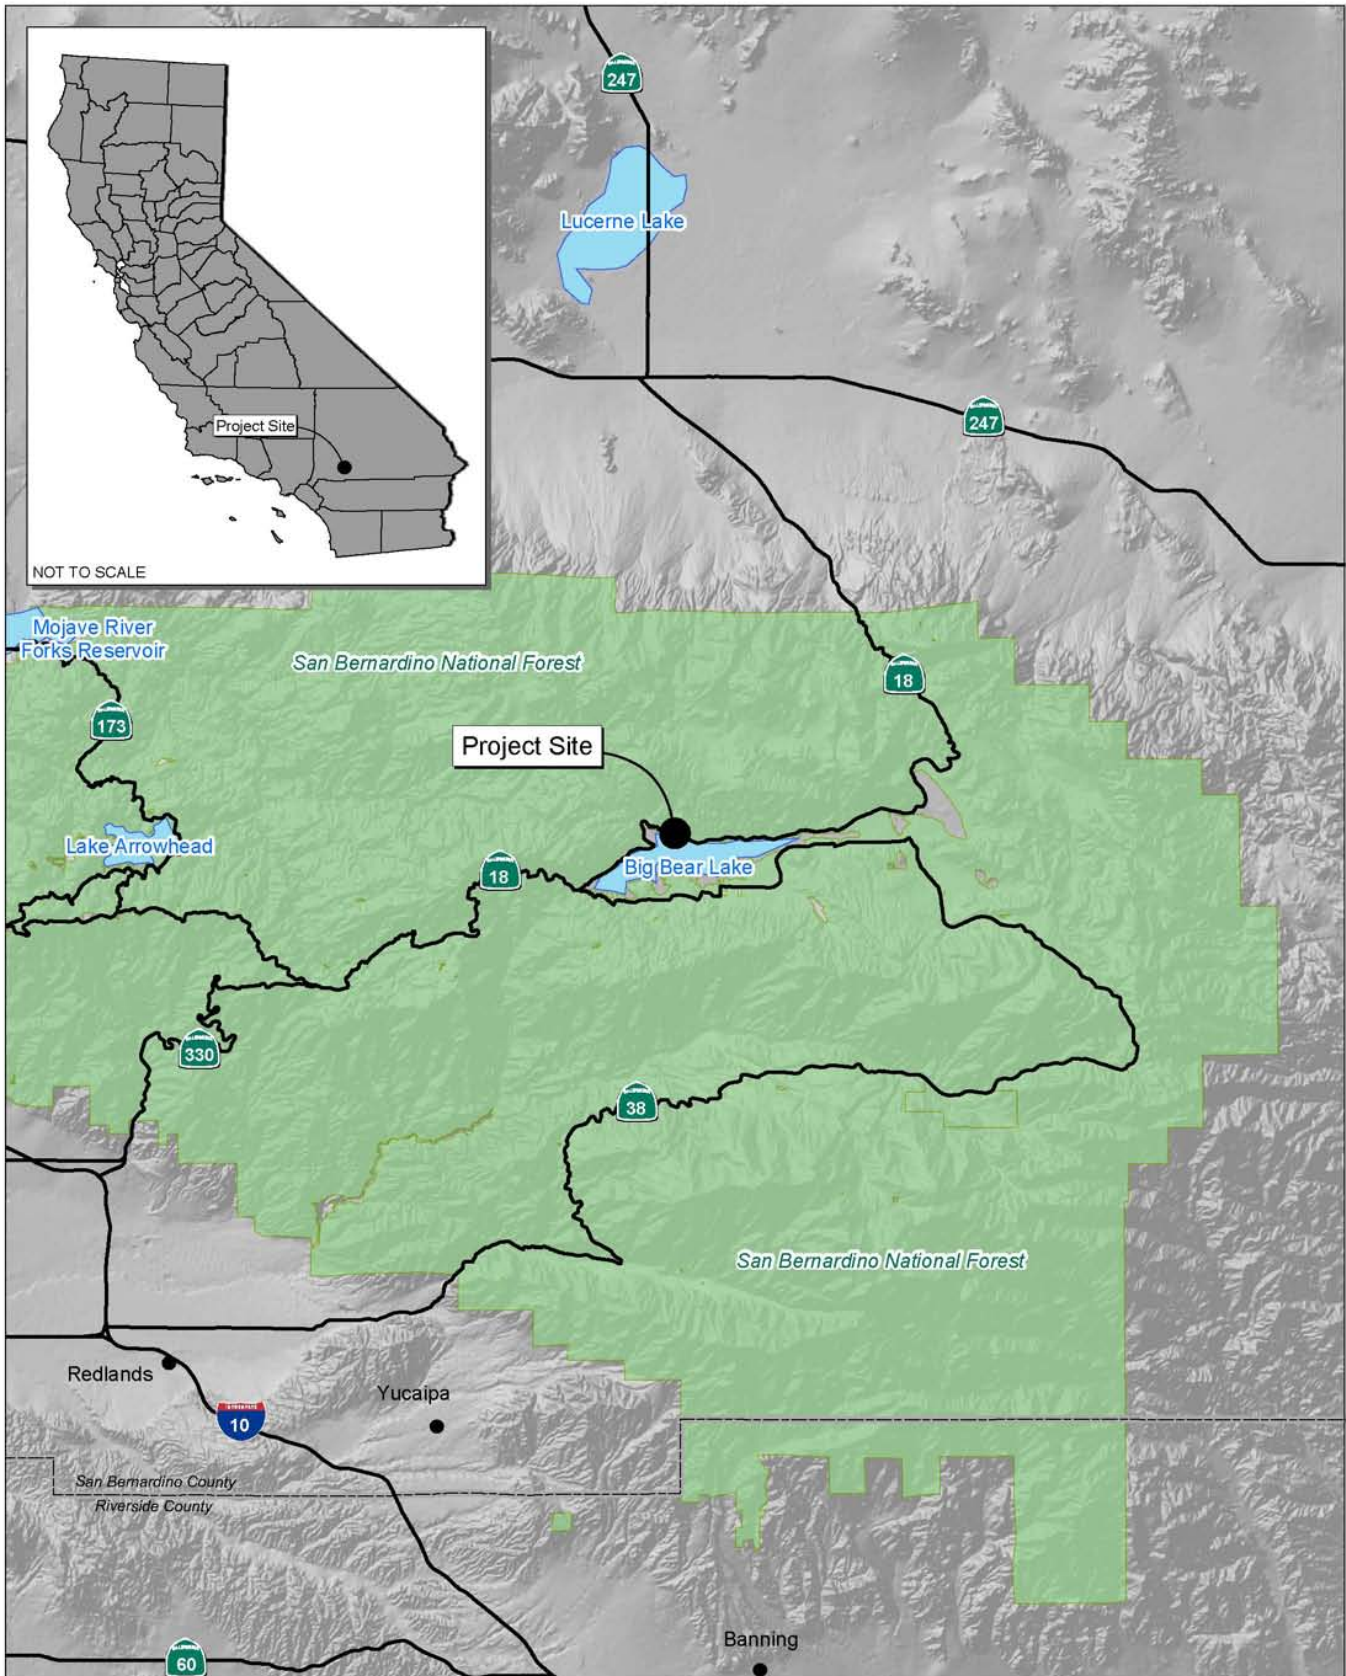 247
Lucerne Lake
Project Site
247
NOT TO SCALE
Mojave River
Forks Reservoir
San Bernardino National Forest
18
173
Project Site
Lake Arrowhead
18
Big Bear Lake
330
38
San Bernardino National Forest
Redlands
Yucaipa
10
San Bernardino County
Riverside County
Banning
60